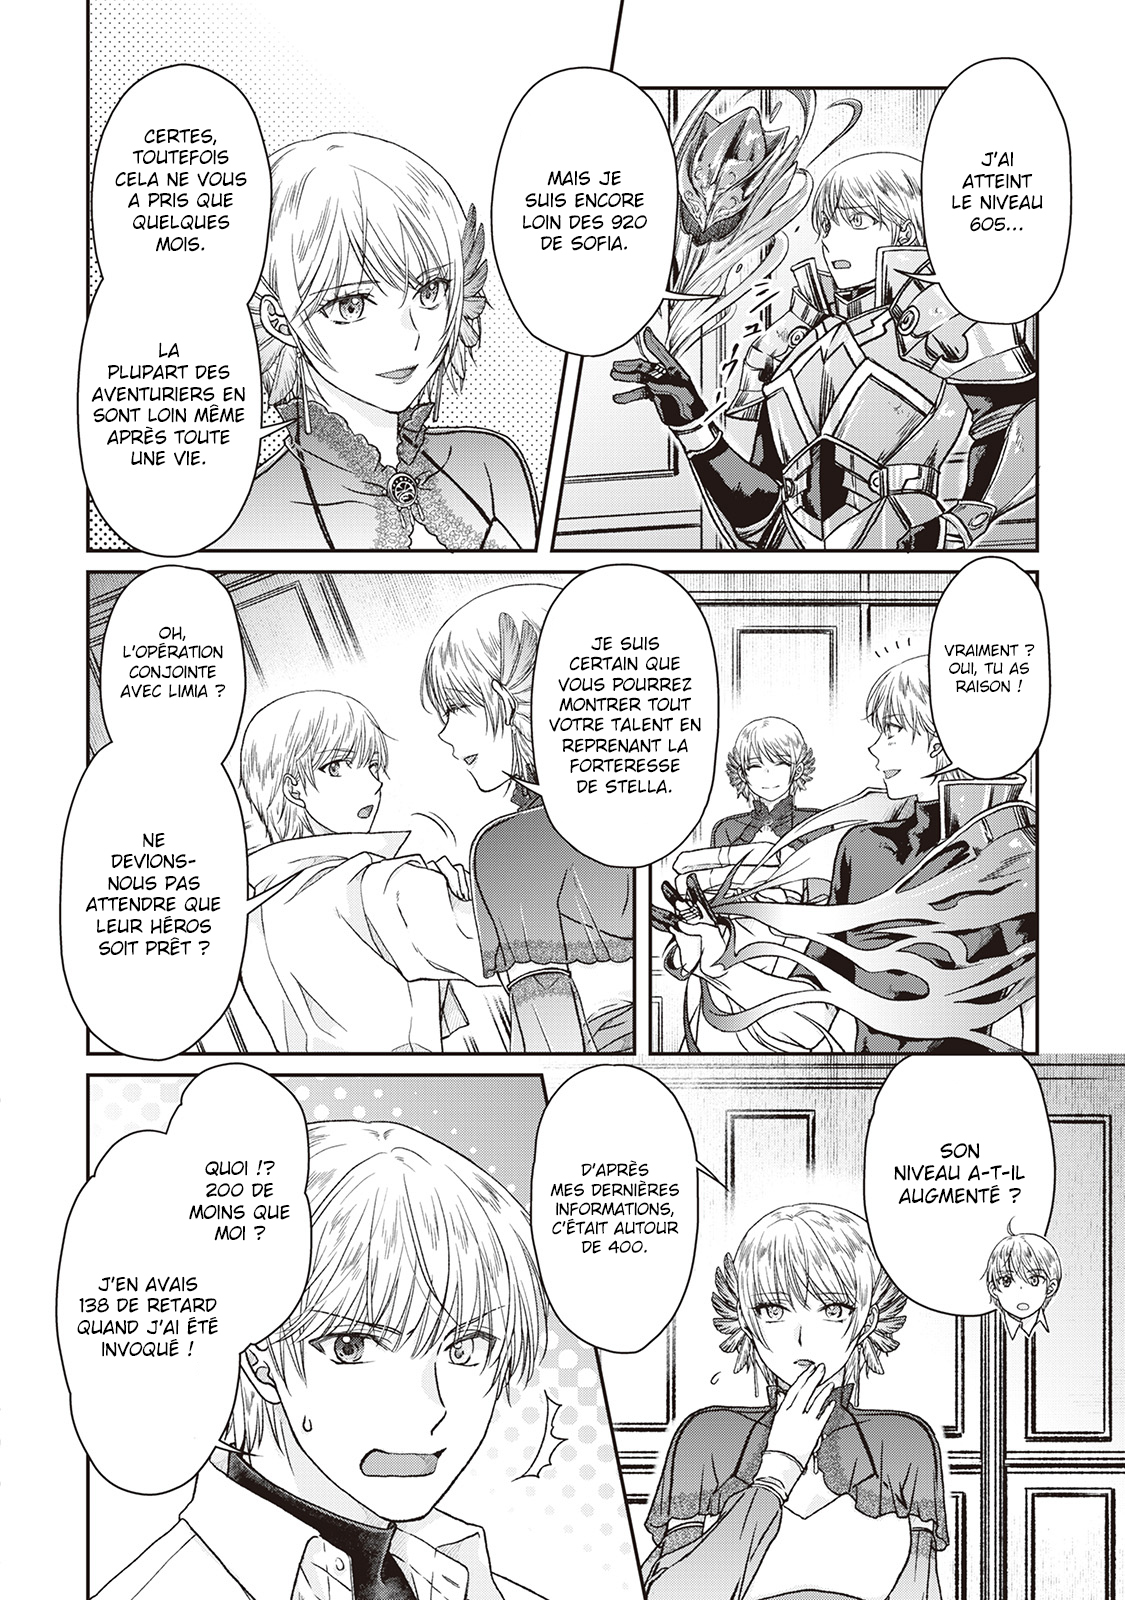 J'AI
ATTEINT
LE NIVEAU
605...
MAIS JE
SUIS ENCORE
LOIN DES 920
DE SOFIA.
CERTES,
TOUTEFOIS
CELA NE VOUS
A PRIS QUE
QUELQUES
MOIS.
LA
PLUPART DES
AVENTURIERS EN
SONT LOIN MÊME
APRÈS TOUTE
UNE VIE.
VRAIMENT ?
OUI, TU AS
RAISON !
JE SUIS
CERTAIN QUE
VOUS POURREZ
MONTRER TOUT
VOTRE TALENT EN
REPRENANT LA
FORTERESSE
DE STELLA.
OH,
L'OPÉRATION
CONJOINTE
AVEC LIMIA ?
NE
DEVIONS-
NOUS PAS
ATTENDRE QUE
LEUR HÉROS
SOIT PRÊT ?
SON
NIVEAU A-T-IL
AUGMENTÉ ?
D'APRÈS
MES DERNIÈRES
INFORMATIONS,
C'ÉTAIT AUTOUR
DE 400.
QUOI !?
200 DE
MOINS QUE
MOI ?
J'EN AVAIS
138 DE RETARD
QUAND J'AI ÉTÉ
INVOQUÉ !